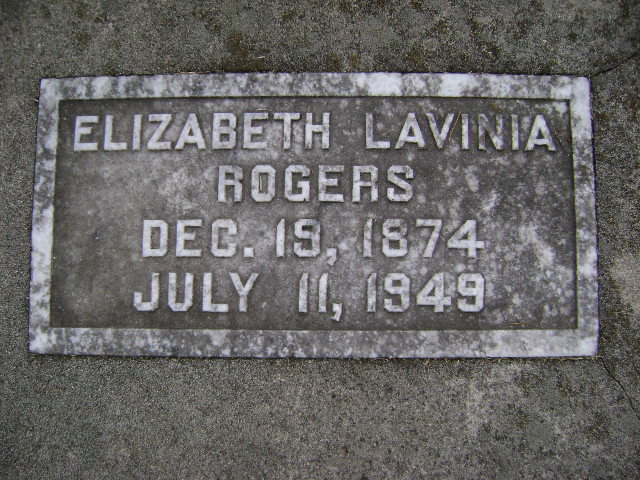 ELIZABETH LAVINIA
ROGERS
DEC. 19, 1874
JULY 11, 1949